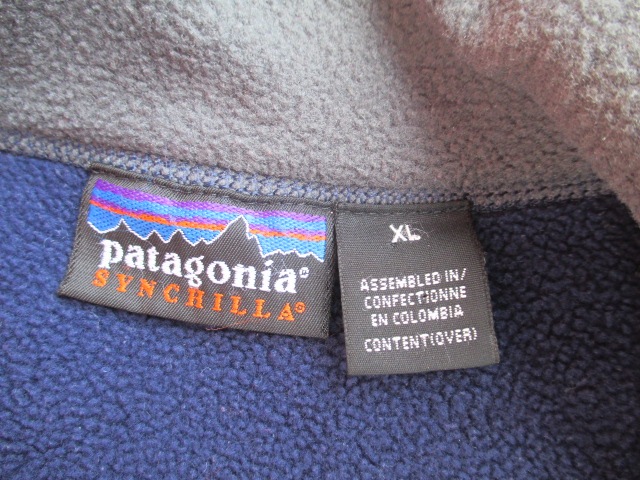 patagonia®
SYNCHILLA®
XL
ASSEMBLED IN/
CONFECTIONNE
EN COLOMBIA
CONTENT(OVER)